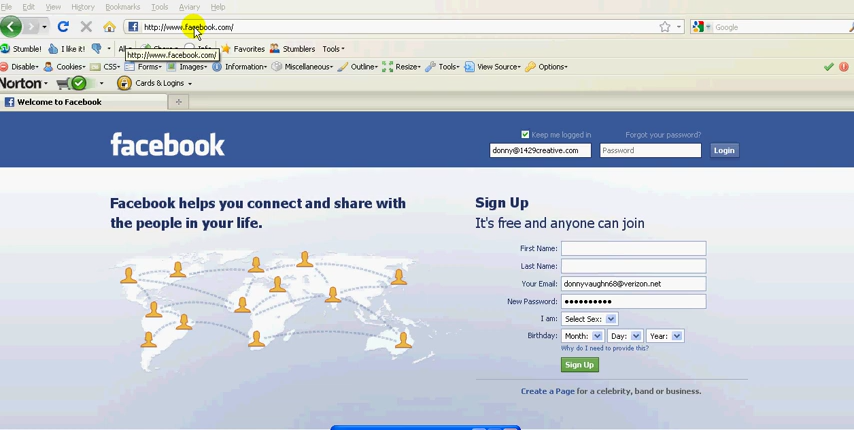 File Edit View History Bookmarks Tools Aviary Help
http://www.facebook.com/
Google
Stumble! I like it! All Share Info Favorites Stumblers Tools
http://www.facebook.com/
Disable Cookies CSS Forms Images Information Miscellaneous Outline Resize Tools View Source Options
Norton Cards & Logins
Welcome to Facebook
Keep me logged in Forgot your password?
facebook
donny@1429creative.com Password Login
Facebook helps you connect and share with
the people in your life.
Sign Up
It's free and anyone can join
First Name:
Last Name:
Your Email: donnyvaughn68@verizon.net
New Password: ●●●●●●●●●●
I am: Select Sex:
Birthday: Month: Day: Year:
Why do I need to provide this?
Sign Up
Create a Page for a celebrity, band or business.